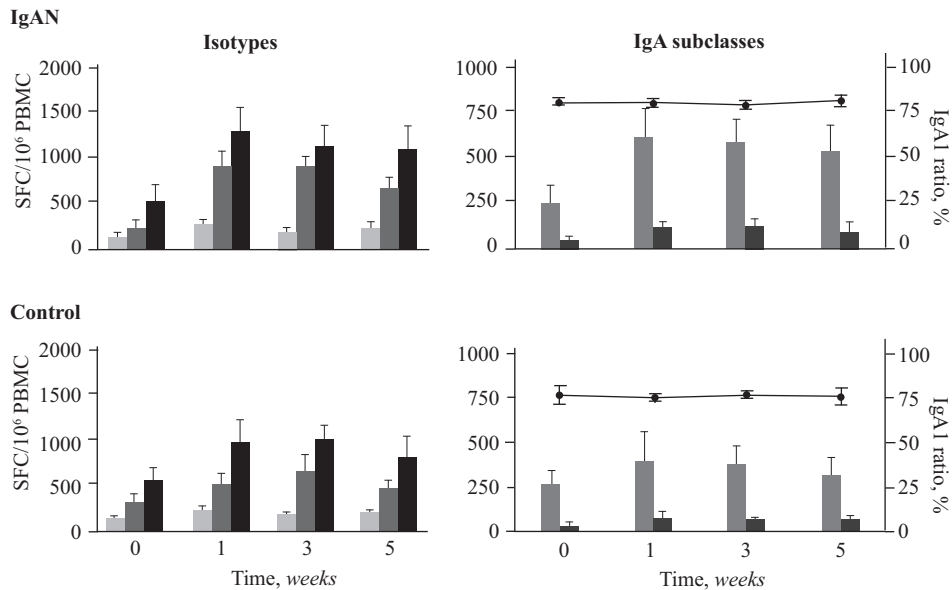 IgAN
Isotypes
IgA subclasses
2000
1500
1000
500
0
SFC/10⁶ PBMC
1000
750
500
250
0
100
75
50
25
0
IgA1 ratio, %
Control
2000
1500
1000
500
0
SFC/10⁶ PBMC
0 1 3 5
Time, weeks
1000
750
500
250
0
100
75
50
25
0
IgA1 ratio, %
0 1 3 5
Time, weeks